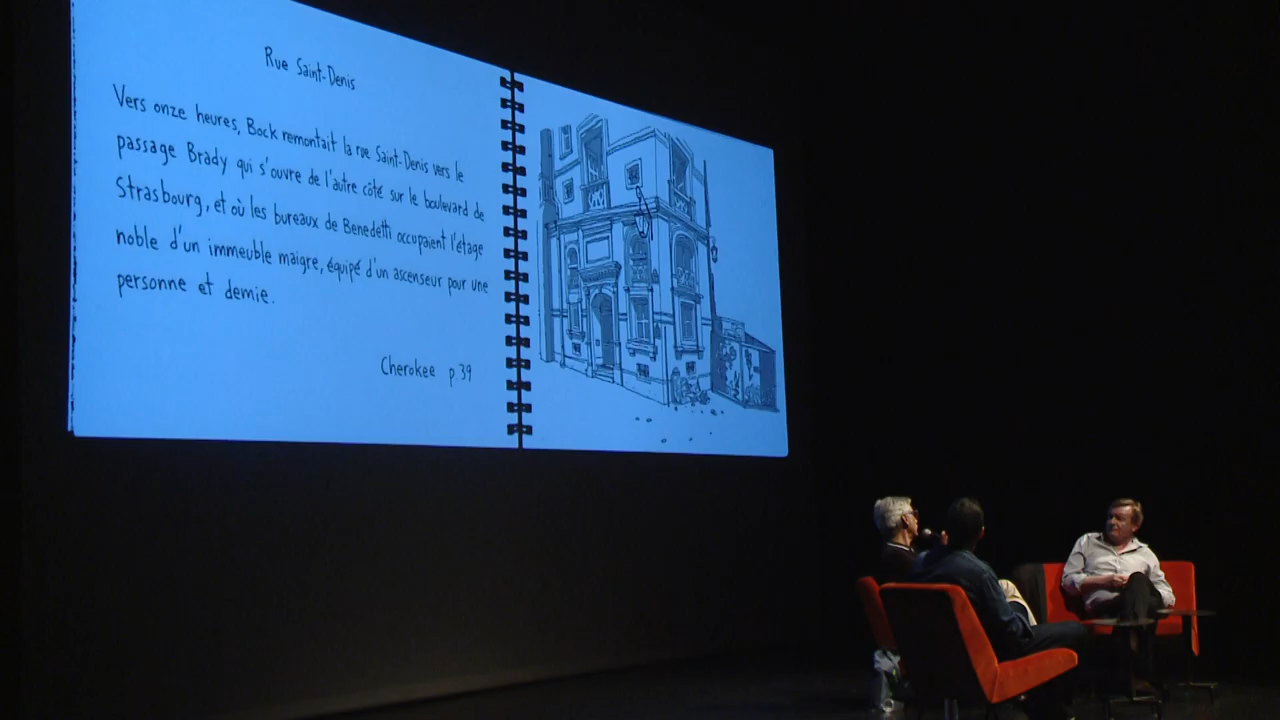 Rue Saint-Denis
Vers onze heures, Bock remontait la rue Saint-Denis vers le
passage Brady qui s'ouvre de l'autre côté sur le boulevard de
Strasbourg, et où les bureaux de Benedetti occupaient l'étage
noble d'un immeuble maigre, équipé d'un ascenseur pour une
personne et demie.
Cherokee p.39